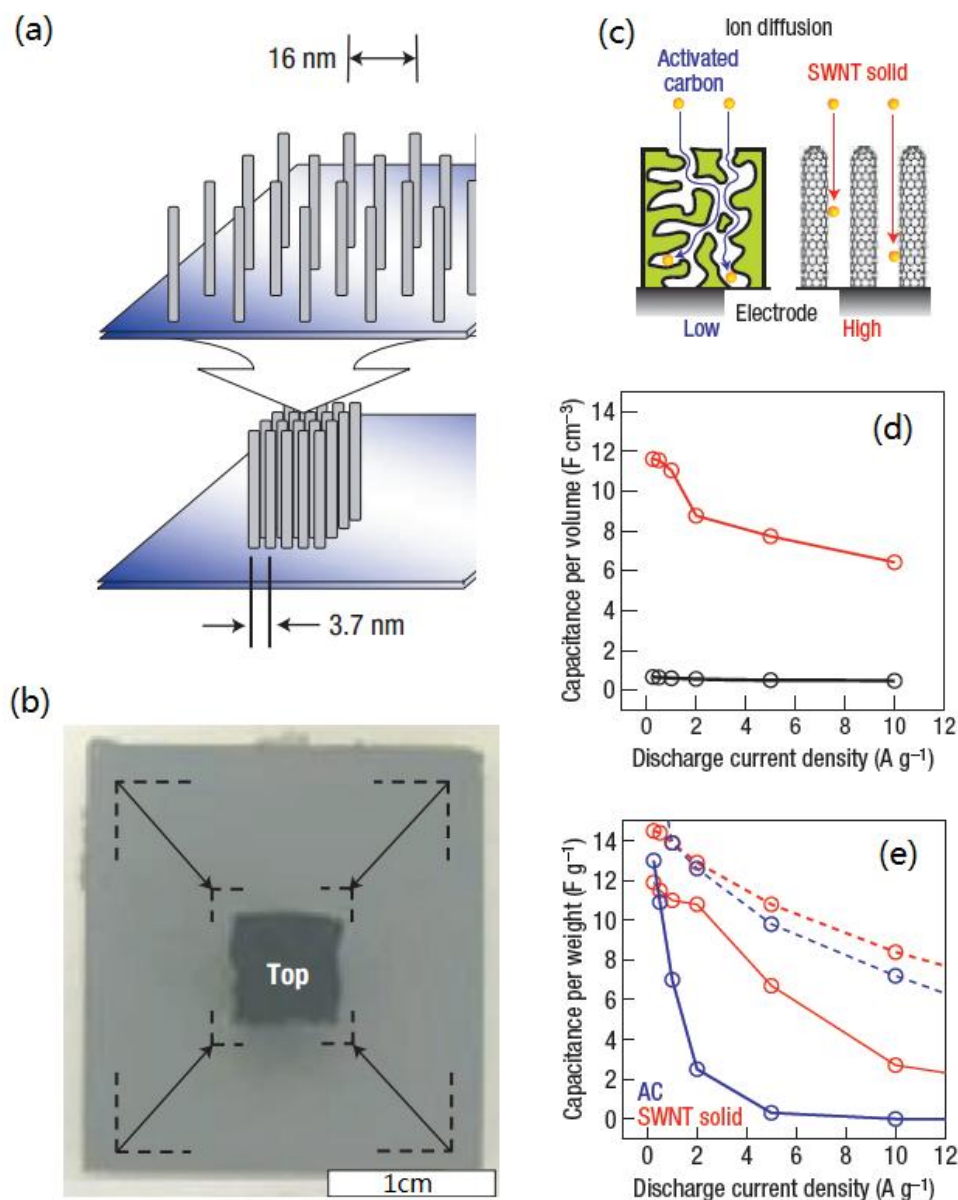 (a)
16 nm
3.7 nm
(b)
Top
1cm
(c)
Ion diffusion
Activated
carbon
SWNT solid
Electrode
Low
High
(d)
Capacitance per volume (F cm⁻³)
14
12
10
8
6
4
2
0
0 2 4 6 8 10 12
Discharge current density (A g⁻¹)
(e)
Capacitance per weight (F g⁻¹)
14
12
10
8
6
4
2
0
AC
SWNT solid
0 2 4 6 8 10 12
Discharge current density (A g⁻¹)